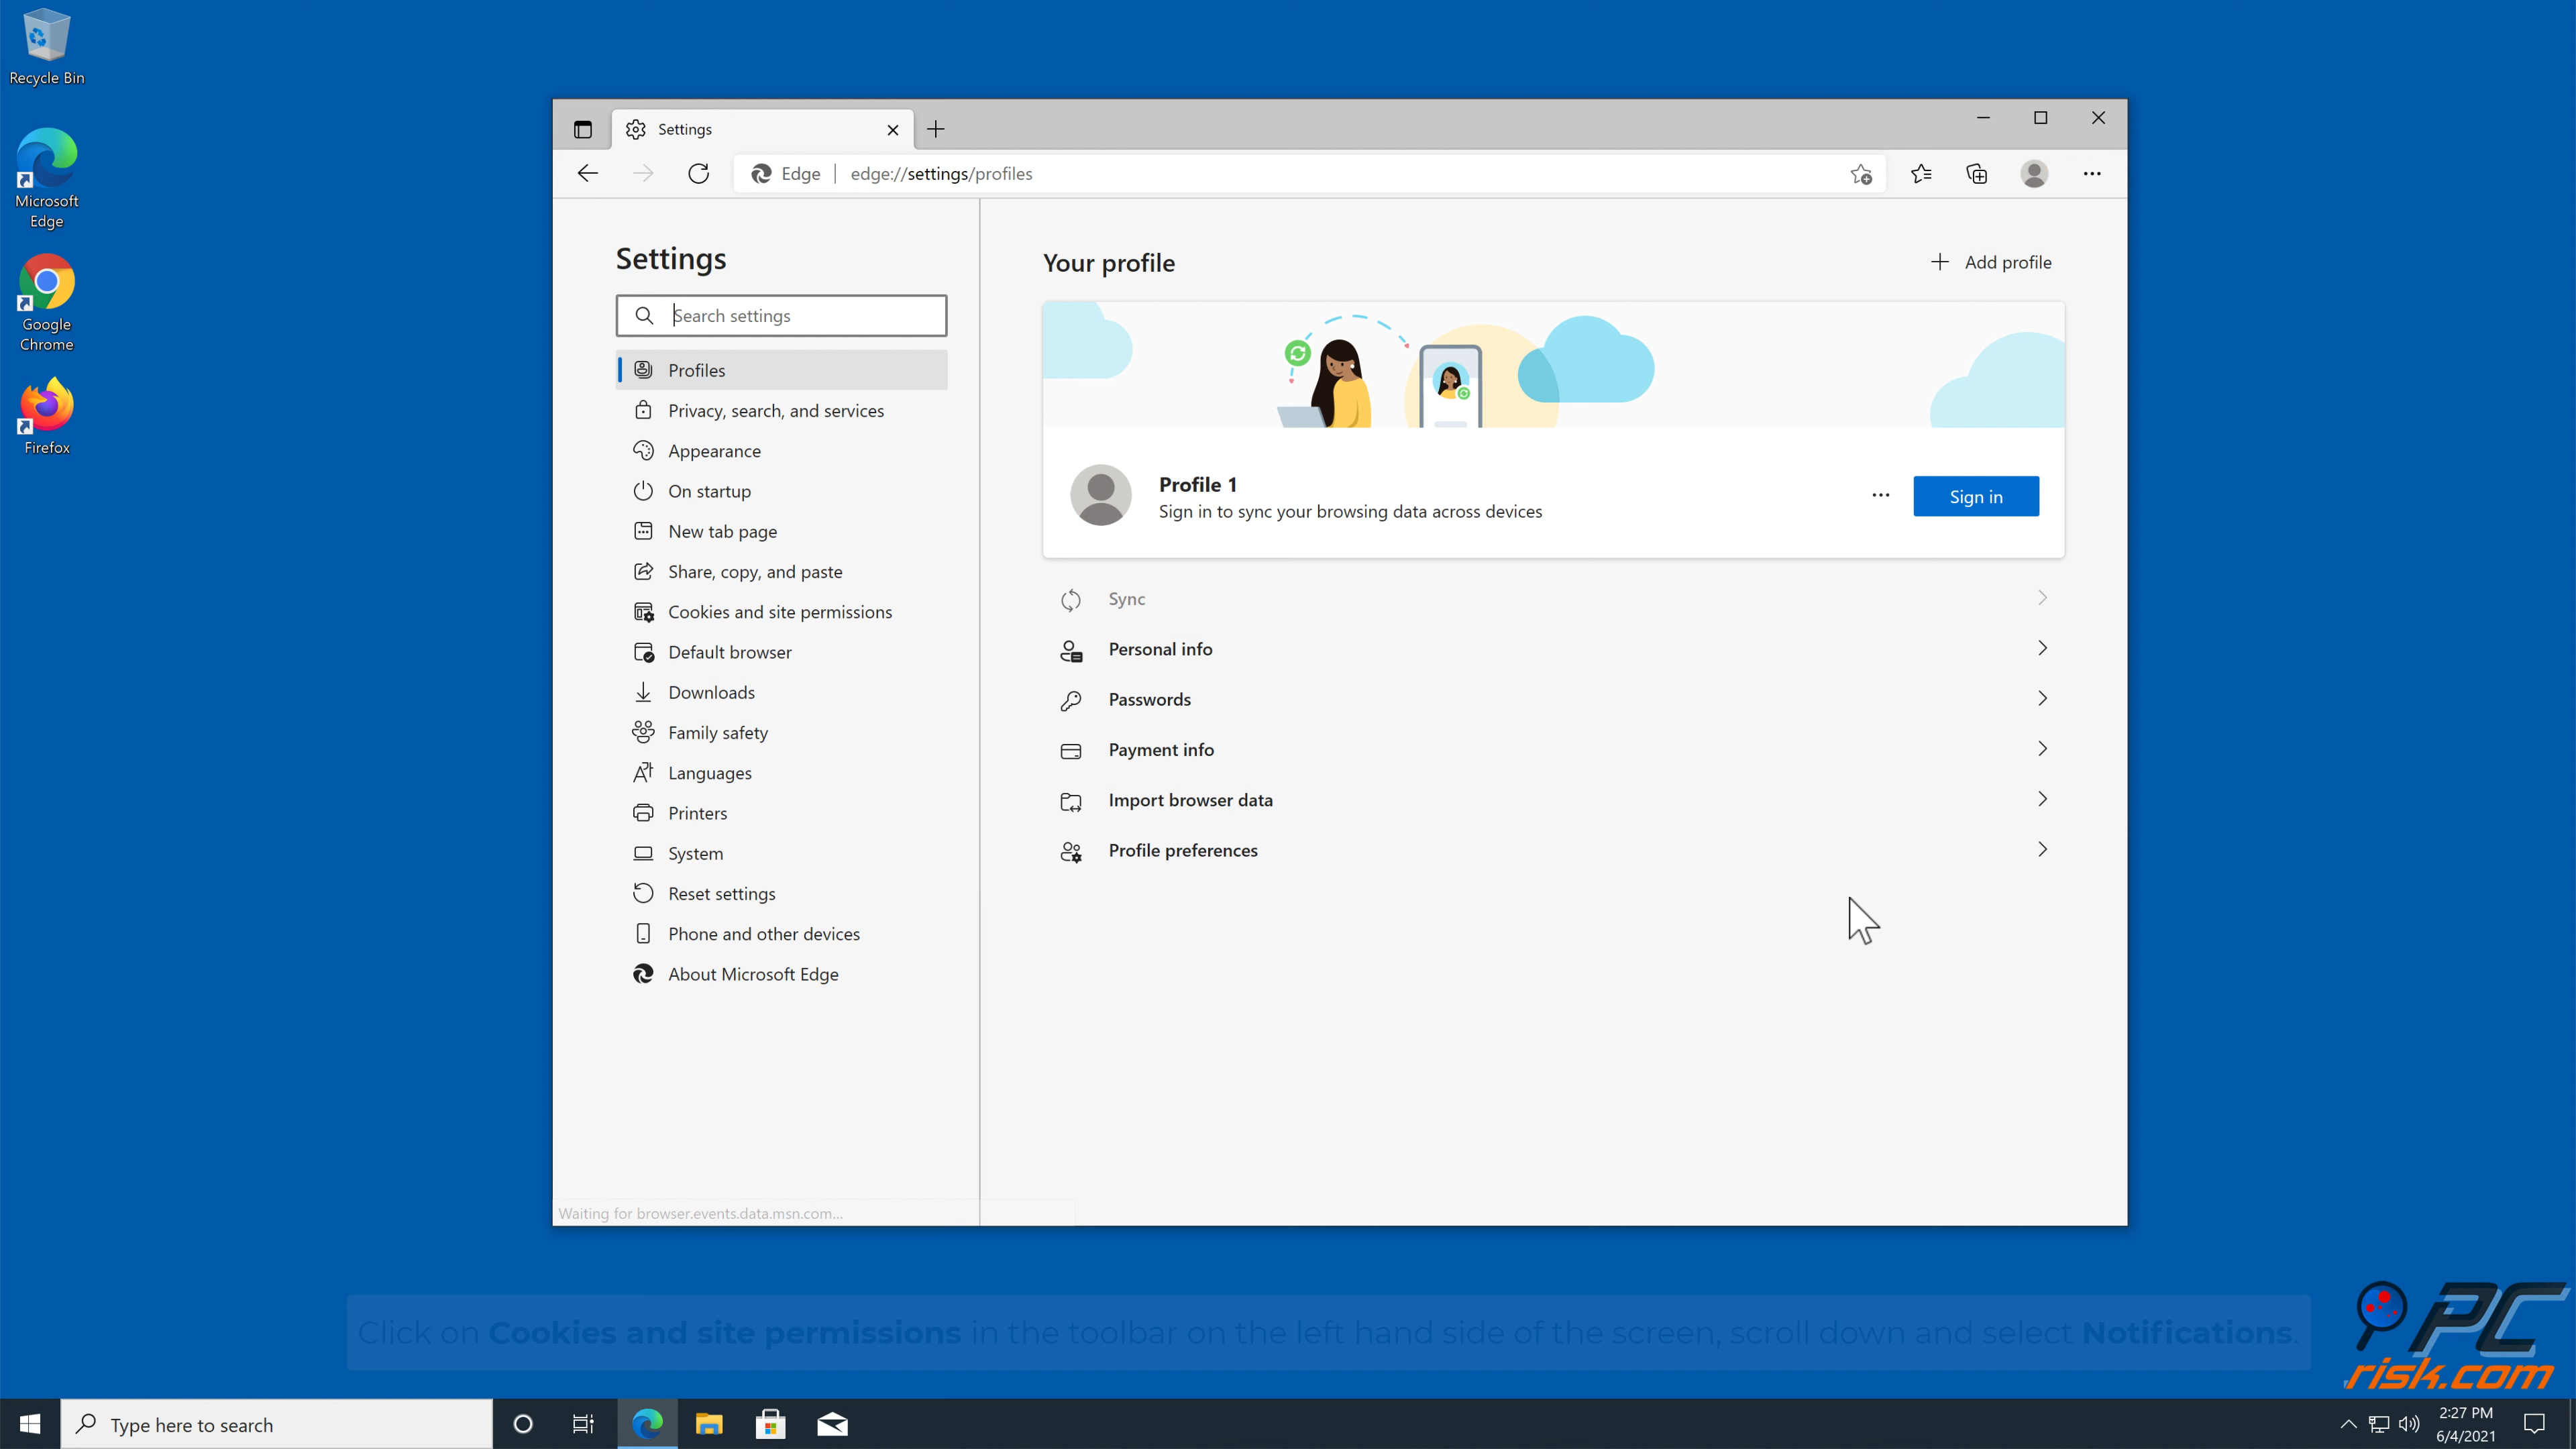 Recycle Bin
Microsoft
Edge
Google
Chrome
Firefox
Settings
Edge
edge://settings/profiles
Settings
Search settings
Profiles
Privacy, search, and services
Appearance
On startup
New tab page
Share, copy, and paste
Cookies and site permissions
Default browser
Downloads
Family safety
Languages
Printers
System
Reset settings
Phone and other devices
About Microsoft Edge
Your profile
Add profile
Profile 1
Sign in to sync your browsing data across devices
Sign in
Sync
Personal info
Passwords
Payment info
Import browser data
Profile preferences
Waiting for browser.events.data.msn.com...
Click on Cookies and site permissions in the toolbar on the left hand side of the screen, scroll down and select Notifications.
PC
risk.com
Type here to search
2:27 PM
6/4/2021